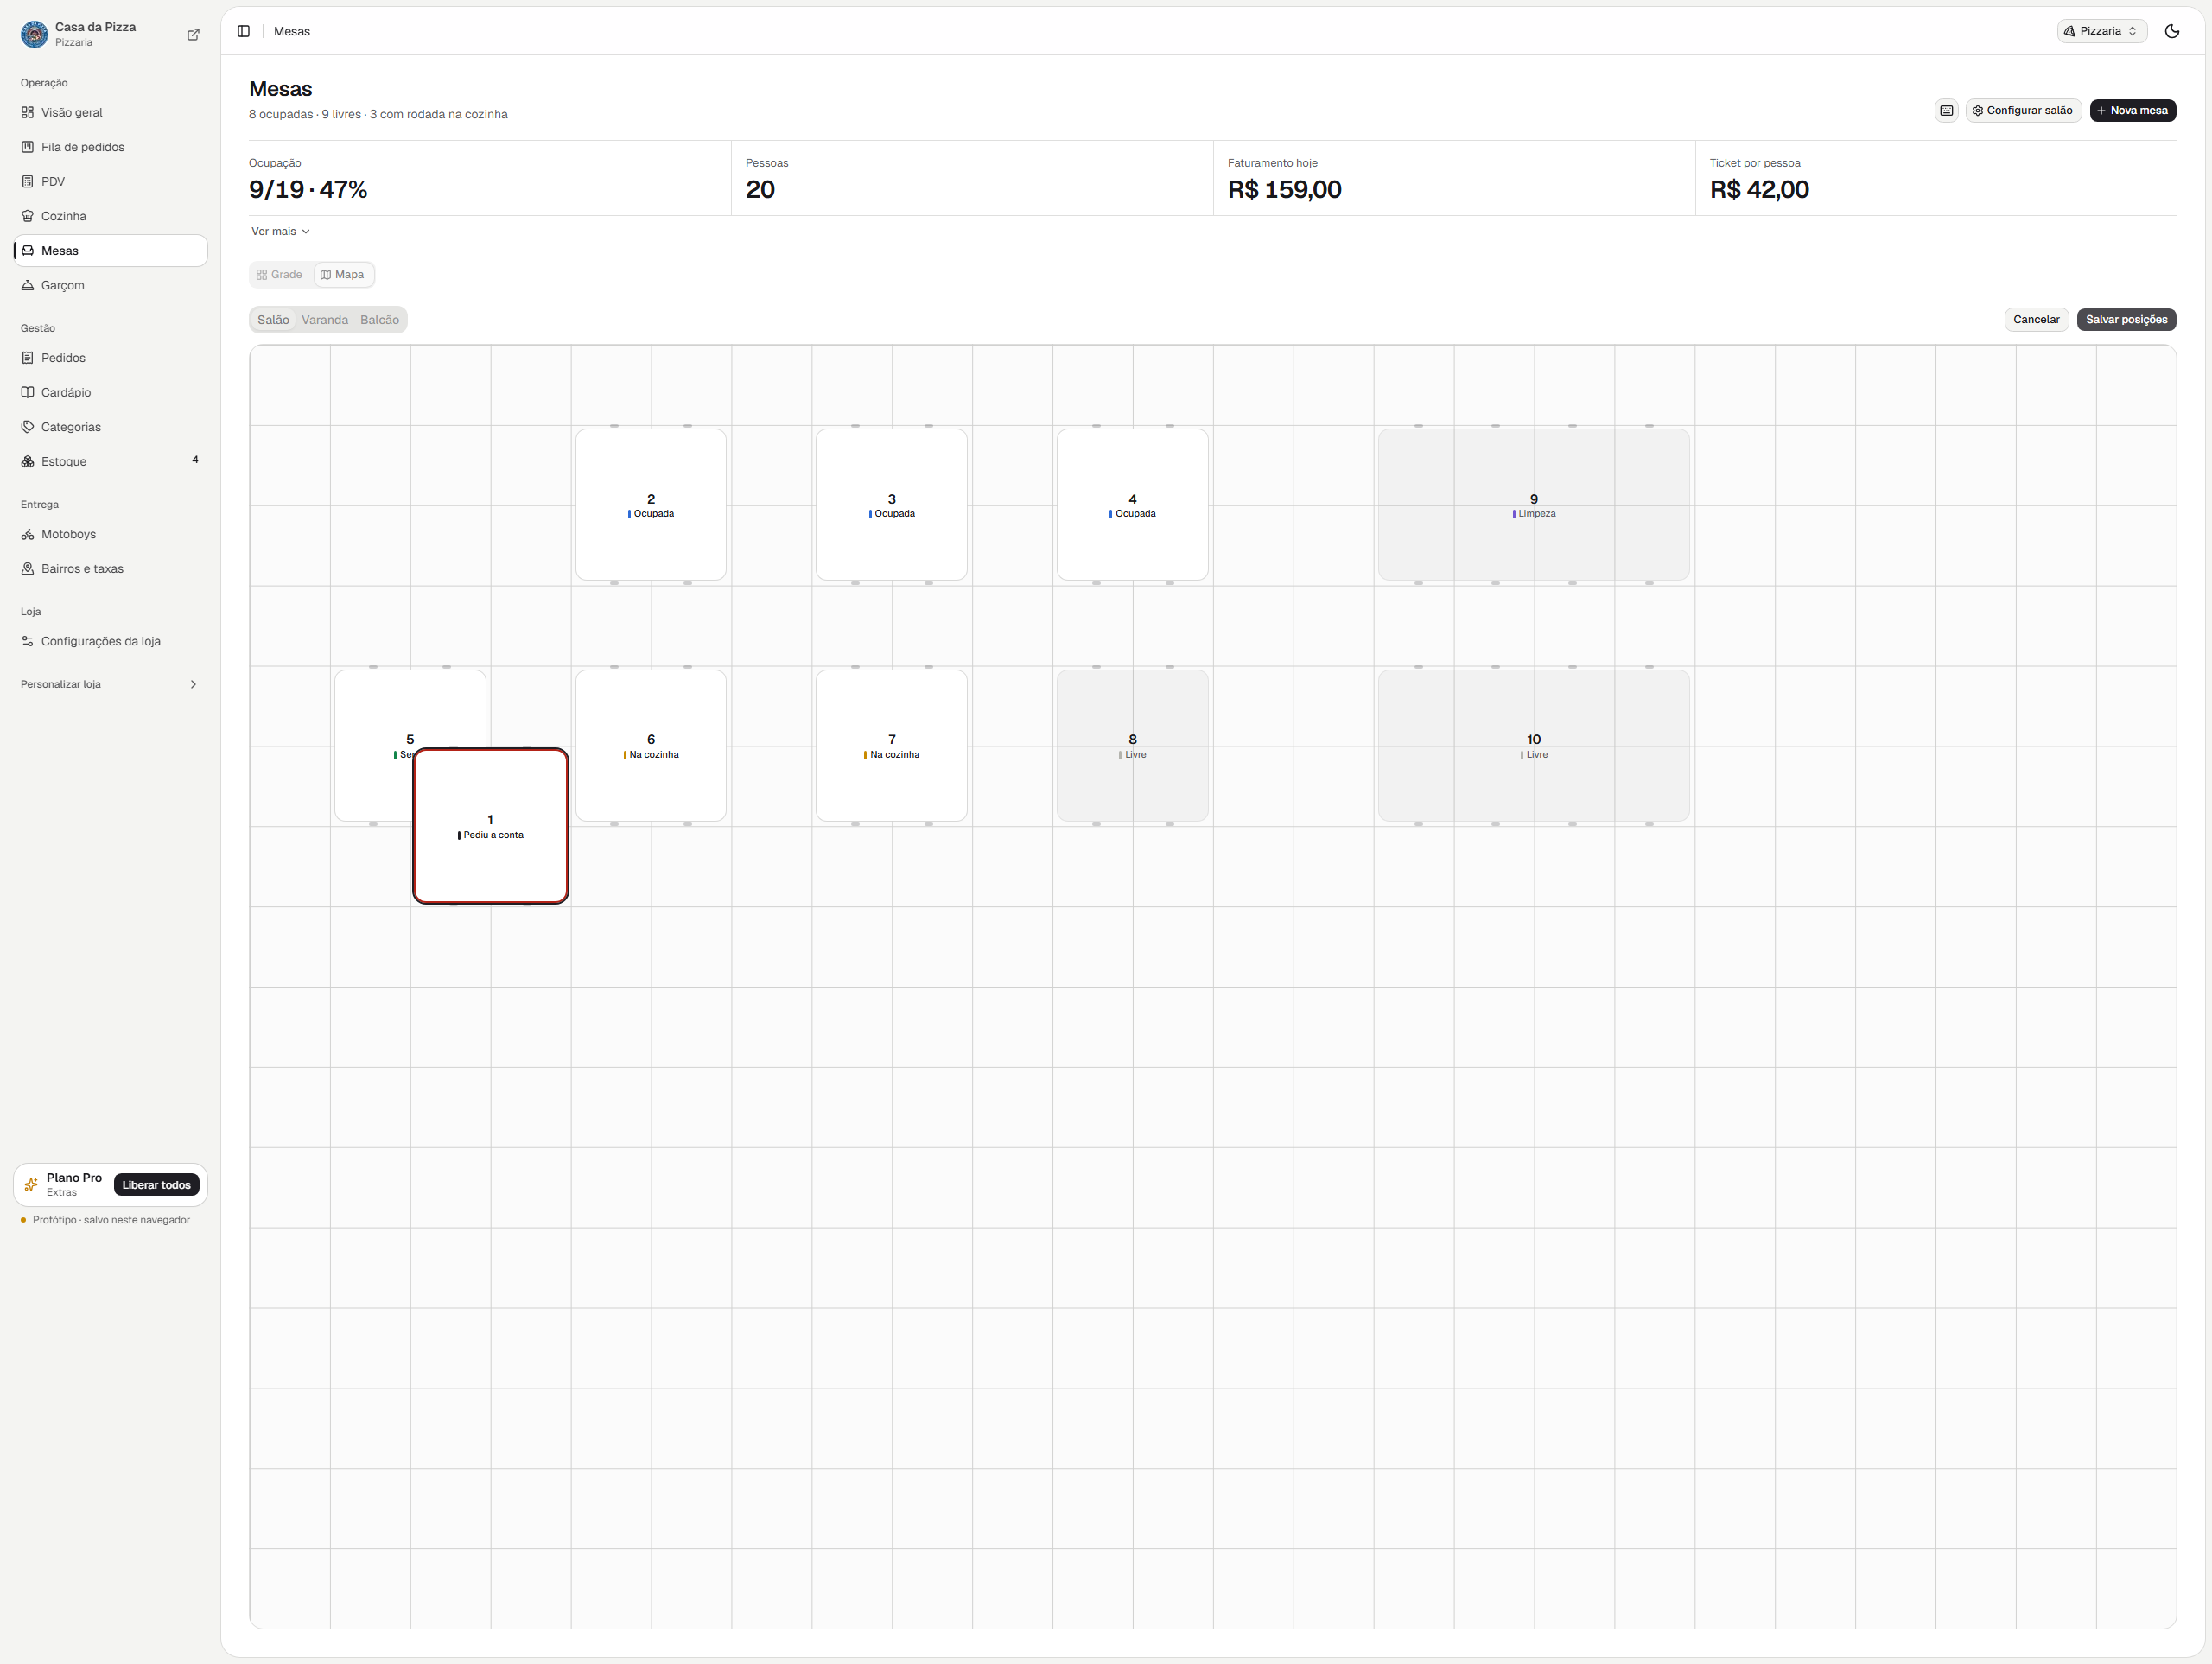 Casa da Pizza
Pizzaria
Operação
Visão geral
Fila de pedidos
PDV
Cozinha
Mesas
Garçom
Gestão
Pedidos
Cardápio
Categorias
Estoque 4
Entrega
Motoboys
Bairros e taxas
Loja
Configurações da loja
Personalizar loja
Plano Pro
Extras
Liberar todos
Protótipo · salvo neste navegador
Mesas
Pizzaria
Mesas
8 ocupadas · 9 livres · 3 com rodada na cozinha
Configurar salão
+ Nova mesa
Ocupação
9/19 · 47%
Pessoas
20
Faturamento hoje
R$ 159,00
Ticket por pessoa
R$ 42,00
Ver mais
Grade Mapa
Salão Varanda Balcão
Cancelar Salvar posições
2
Ocupada
3
Ocupada
4
Ocupada
9
Limpeza
5
6
Na cozinha
7
Na cozinha
8
Livre
10
Livre
1
Pediu a conta